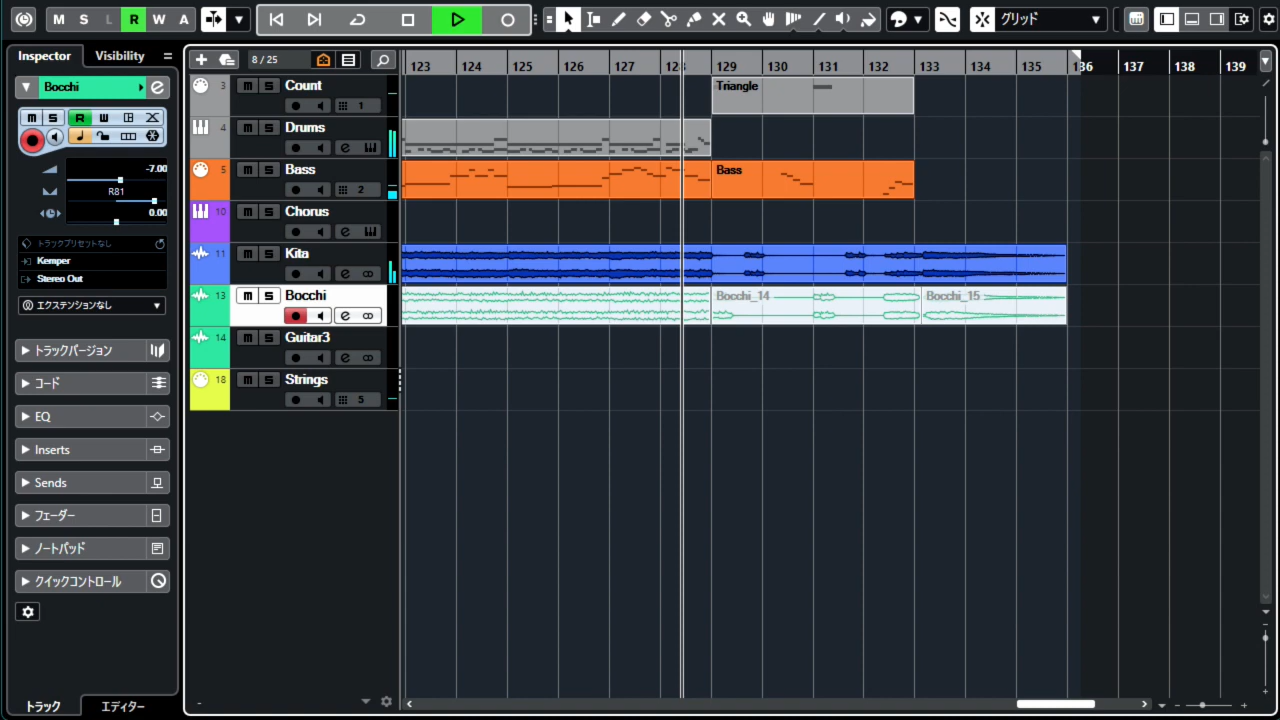 M S L R W A
グリッド
Inspector Visibility
8 / 25
123 124 125 126 127 128 129 130 131 132 133 134 135 136 137 138 139
Bocchi
M S R W
-7.00
R81
0.00
トラックプリセットなし
Kemper
Stereo Out
エクステンションなし
トラックバージョン
コード
EQ
Inserts
Sends
フェーダー
ノートパッド
クイックコントロール
トラック エディター
3 M S Count
1
4 M S Drums
e
5 M S Bass
2
10 M S Chorus
e
11 M S Kita
e
13 M S Bocchi
e
14 M S Guitar3
e
18 M S Strings
5
Triangle
Bass
Bocchi_14 Bocchi_15